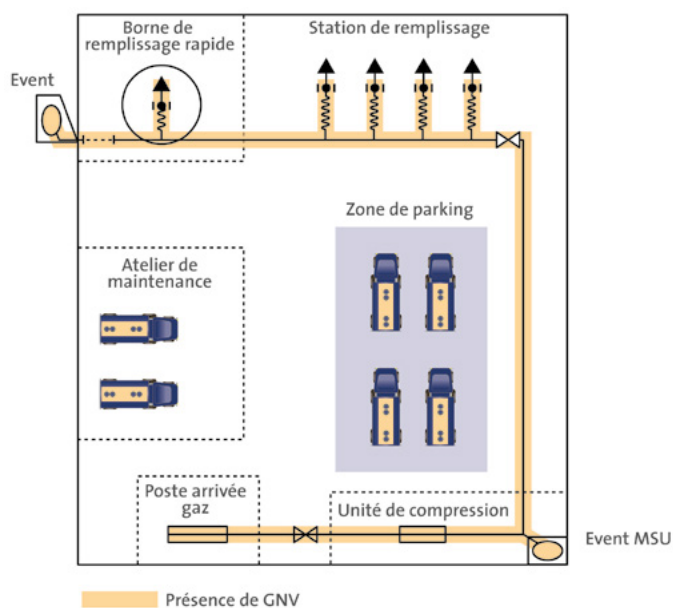 Borne de
remplissage rapide
Station de remplissage
Event
Zone de parking
Atelier de
maintenance
Poste arrivée
gaz
Unité de compression
Event MSU
Présence de GNV